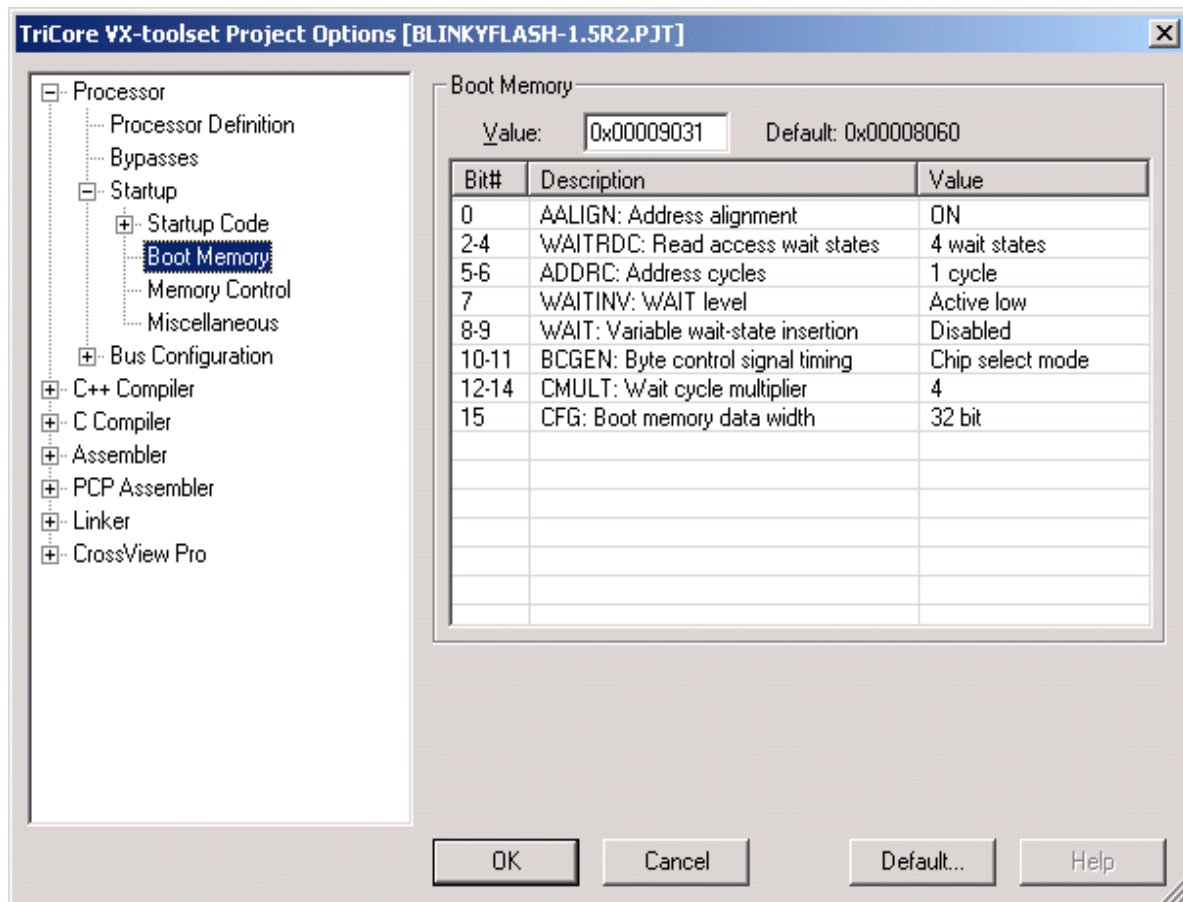 TriCore VX-toolset Project Options [BLINKYFLASH-1.5R2.PJT]
Processor
Processor Definition
Bypasses
Startup
Startup Code
Boot Memory
Memory Control
Miscellaneous
Bus Configuration
C++ Compiler
C Compiler
Assembler
PCP Assembler
Linker
CrossView Pro
Boot Memory
Value: 0x00009031 Default: 0x00008060
Bit# Description Value
0 AALIGN: Address alignment ON
2-4 WAITRDC: Read access wait states 4 wait states
5-6 ADDRC: Address cycles 1 cycle
7 WAITINV: WAIT level Active low
8-9 WAIT: Variable wait-state insertion Disabled
10-11 BCGEN: Byte control signal timing Chip select mode
12-14 CMULT: Wait cycle multiplier 4
15 CFG: Boot memory data width 32 bit
OK Cancel Default... Help